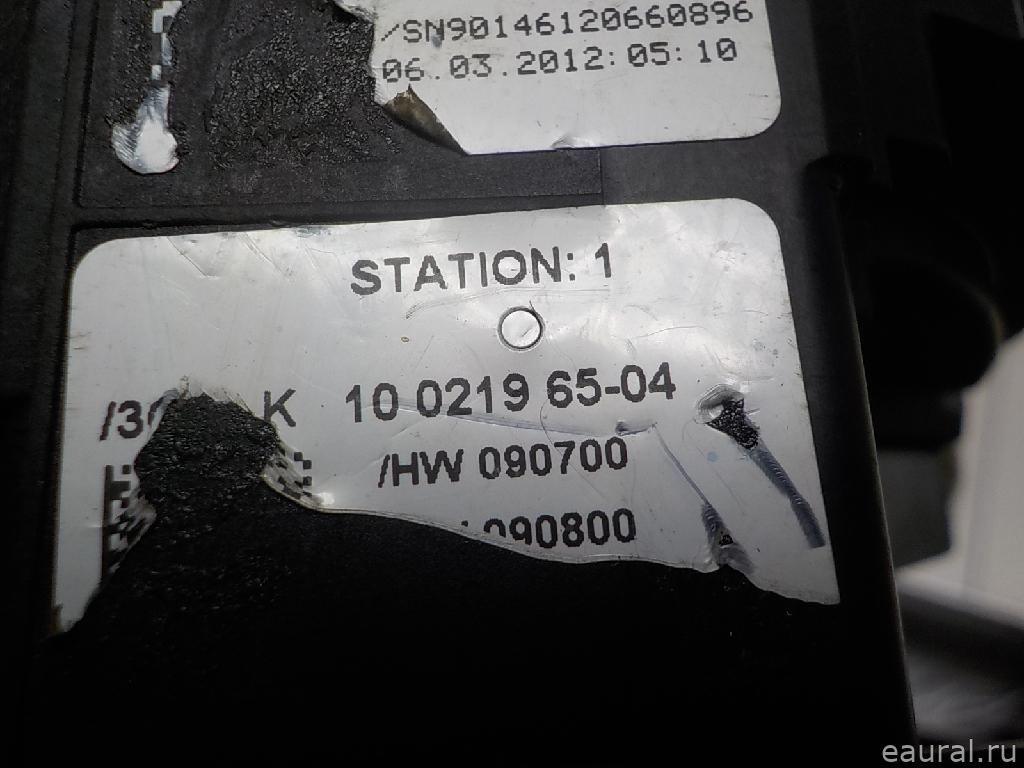 /SN90146120660896
06.03.2012:05:10
STATION: 1
K 10 0219 65-04
/HW 090700
090800
eaural.ru